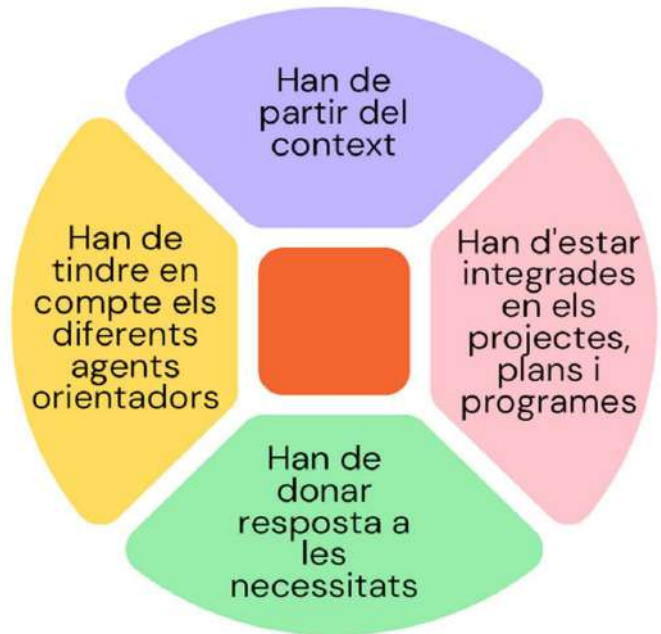 Han de
partir del
context
Han de
tindre en
compte els
diferents
agents
orientadors
Han d'estar
integrades
en els
projectes,
plans i
programes
Han de
donar
resposta a
les
necessitats